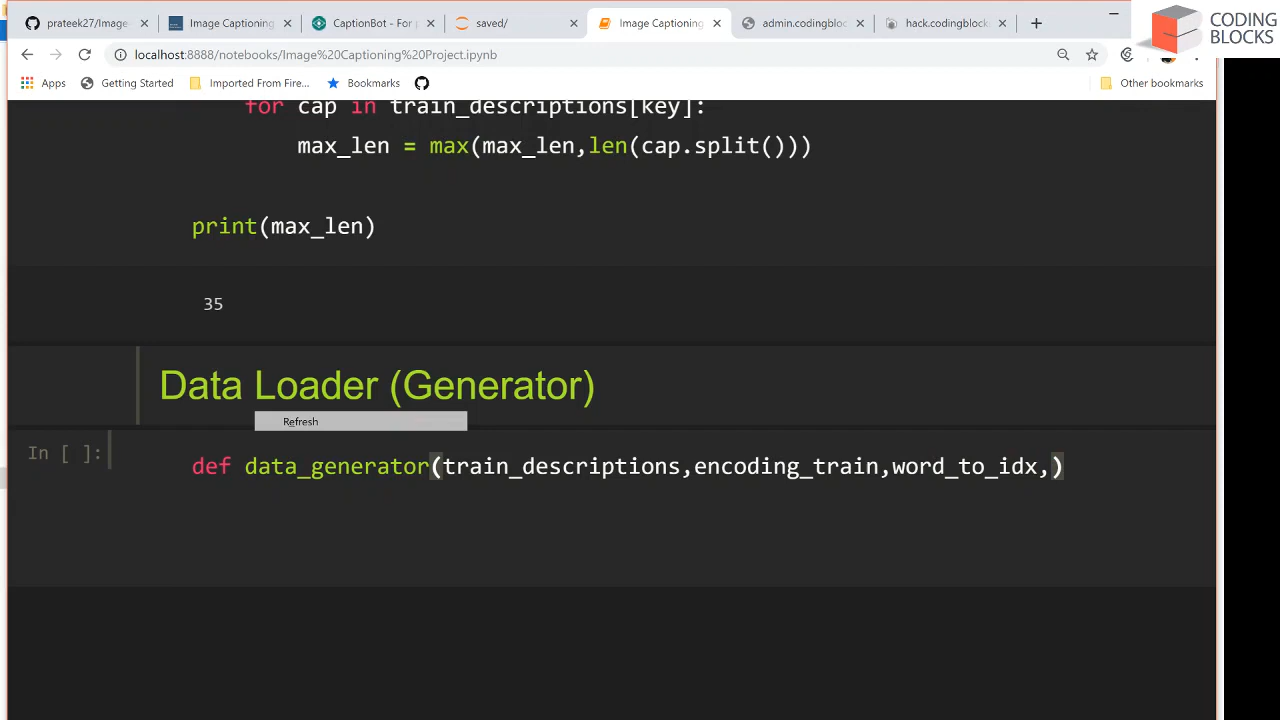 prateek27/Image-
Image Captioning
CaptionBot - For p
saved/
Image Captioning
admin.codingbloc
hack.codingblocks
CODING
BLOCKS
localhost:8888/notebooks/Image%20Captioning%20Project.ipynb
Apps
Getting Started
Imported From Fire...
Bookmarks
Other bookmarks
for cap in train_descriptions[key]:
max_len = max(max_len,len(cap.split()))
print(max_len)
35
Data Loader (Generator)
Refresh
In [ ]:
def data_generator(train_descriptions,encoding_train,word_to_idx,)